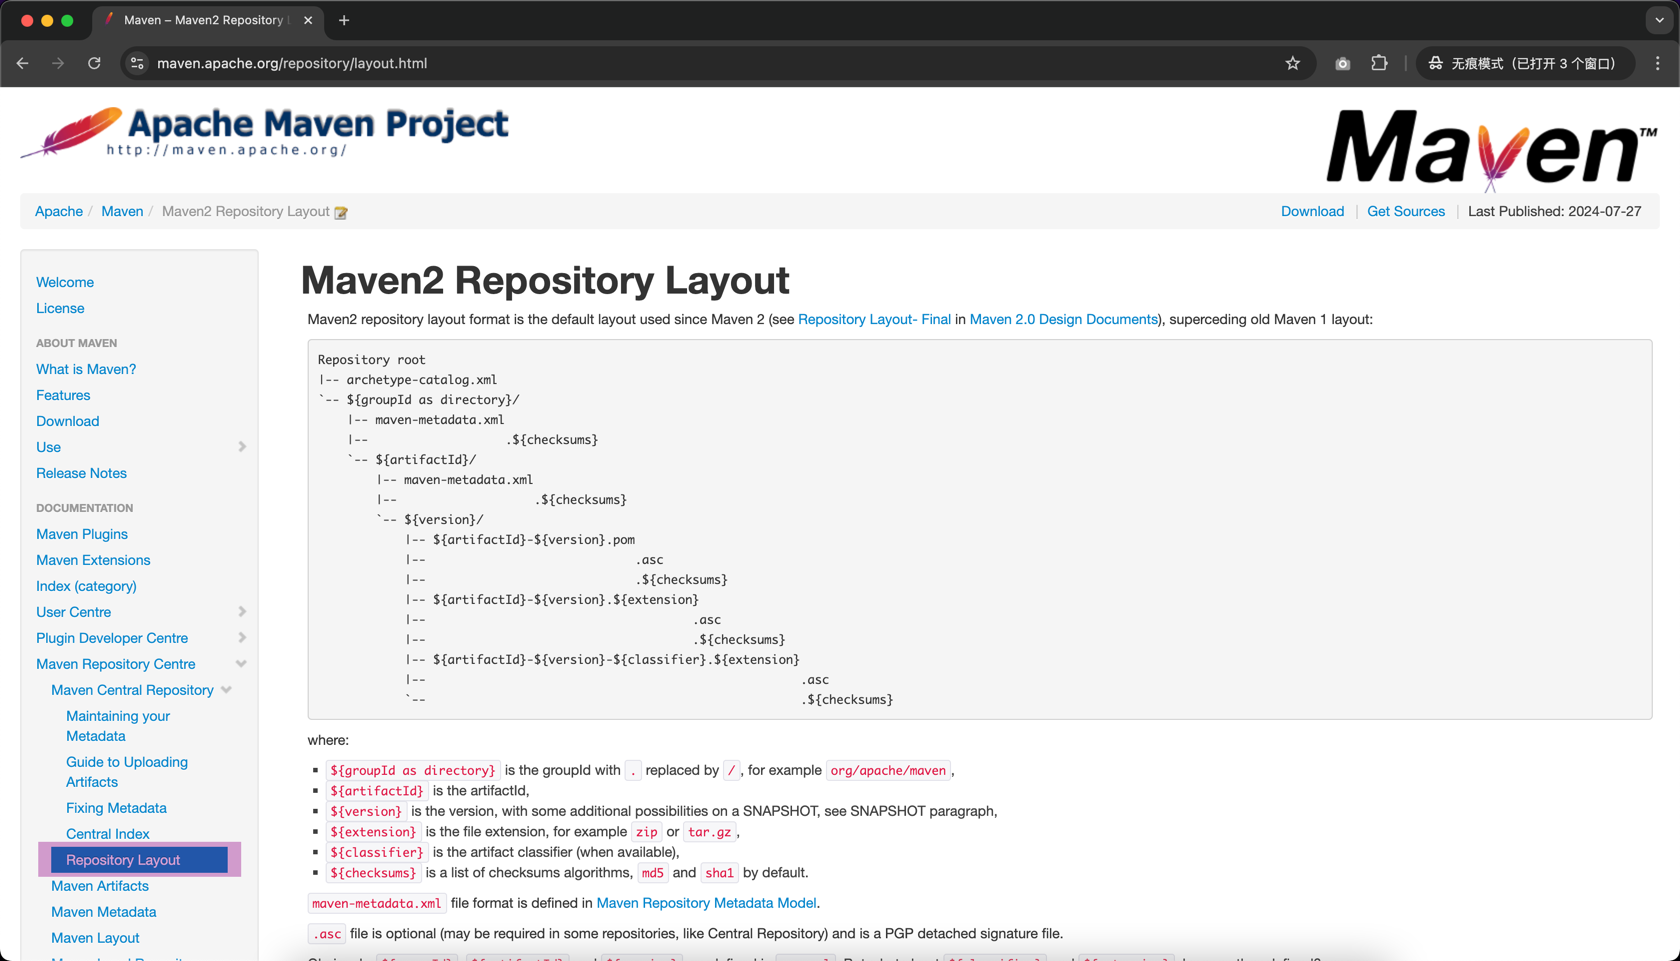 Maven – Maven2 Repository
maven.apache.org/repository/layout.html
无痕模式（已打开 3 个窗口）
Apache Maven Project
http://maven.apache.org/
Maven™
Apache / Maven / Maven2 Repository Layout
Download | Get Sources | Last Published: 2024-07-27
Welcome
License
ABOUT MAVEN
What is Maven?
Features
Download
Use
Release Notes
DOCUMENTATION
Maven Plugins
Maven Extensions
Index (category)
User Centre
Plugin Developer Centre
Maven Repository Centre
Maven Central Repository
Maintaining your
Metadata
Guide to Uploading
Artifacts
Fixing Metadata
Central Index
Repository Layout
Maven Artifacts
Maven Metadata
Maven Layout
Maven2 Repository Layout
Maven2 repository layout format is the default layout used since Maven 2 (see Repository Layout- Final in Maven 2.0 Design Documents), superceding old Maven 1 layout:
Repository root
|-- archetype-catalog.xml
`-- ${groupId as directory}/
    |-- maven-metadata.xml
    |--                   .${checksums}
    `-- ${artifactId}/
        |-- maven-metadata.xml
        |--                   .${checksums}
        `-- ${version}/
            |-- ${artifactId}-${version}.pom
            |--                             .asc
            |--                             .${checksums}
            |-- ${artifactId}-${version}.${extension}
            |--                                     .asc
            |--                                     .${checksums}
            |-- ${artifactId}-${version}-${classifier}.${extension}
            |--                                                    .asc
            `--                                                    .${checksums}
where:
▪ ${groupId as directory} is the groupId with . replaced by /, for example org/apache/maven,
▪ ${artifactId} is the artifactId,
▪ ${version} is the version, with some additional possibilities on a SNAPSHOT, see SNAPSHOT paragraph,
▪ ${extension} is the file extension, for example zip or tar.gz,
▪ ${classifier} is the artifact classifier (when available),
▪ ${checksums} is a list of checksums algorithms, md5 and sha1 by default.
maven-metadata.xml file format is defined in Maven Repository Metadata Model.
.asc file is optional (may be required in some repositories, like Central Repository) and is a PGP detached signature file.